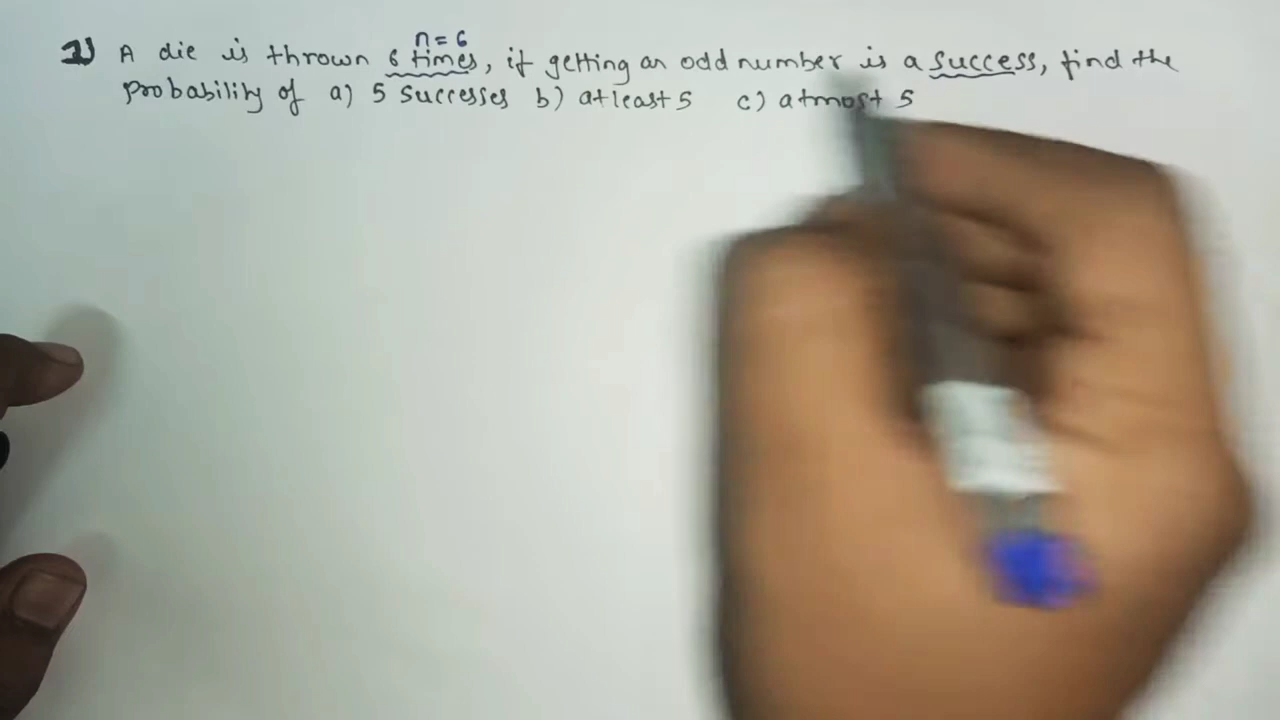 n = 6
2) A die is thrown 6 times, if getting an odd number is a success, find the
probability of a) 5 successes b) atleast 5 c) atmost 5